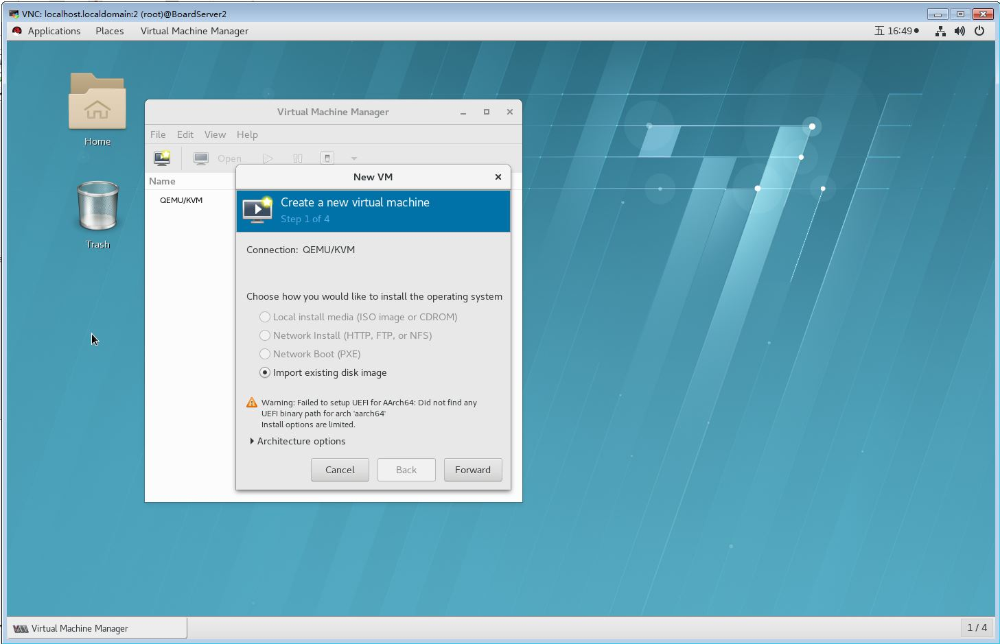 VNC: localhost.localdomain:2 (root)@BoardServer2
Applications Places Virtual Machine Manager 五 16:49
Home
Trash
Virtual Machine Manager
File Edit View Help
Open
Name
QEMU/KVM
New VM
Create a new virtual machine
Step 1 of 4
Connection: QEMU/KVM
Choose how you would like to install the operating system
Local install media (ISO image or CDROM)
Network Install (HTTP, FTP, or NFS)
Network Boot (PXE)
Import existing disk image
Warning: Failed to setup UEFI for AArch64: Did not find any
UEFI binary path for arch 'aarch64'
Install options are limited.
Architecture options
Cancel Back Forward
Virtual Machine Manager
1 / 4